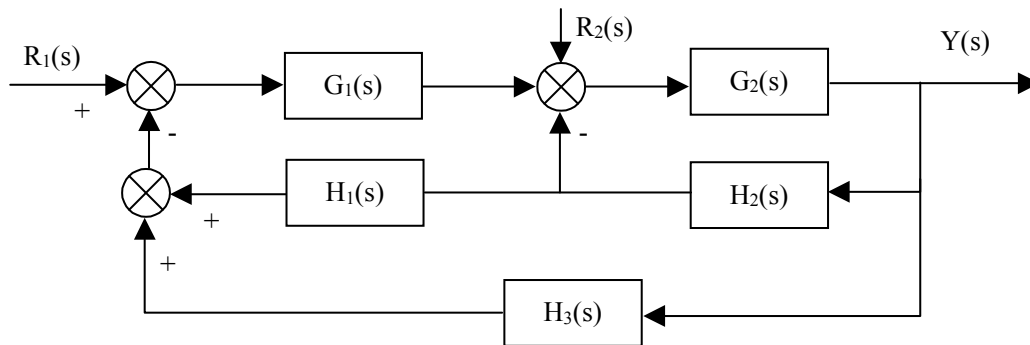 R₁(s)
+
-
G₁(s)
R₂(s)
-
G₂(s)
Y(s)
+
H₁(s)
H₂(s)
+
H₃(s)